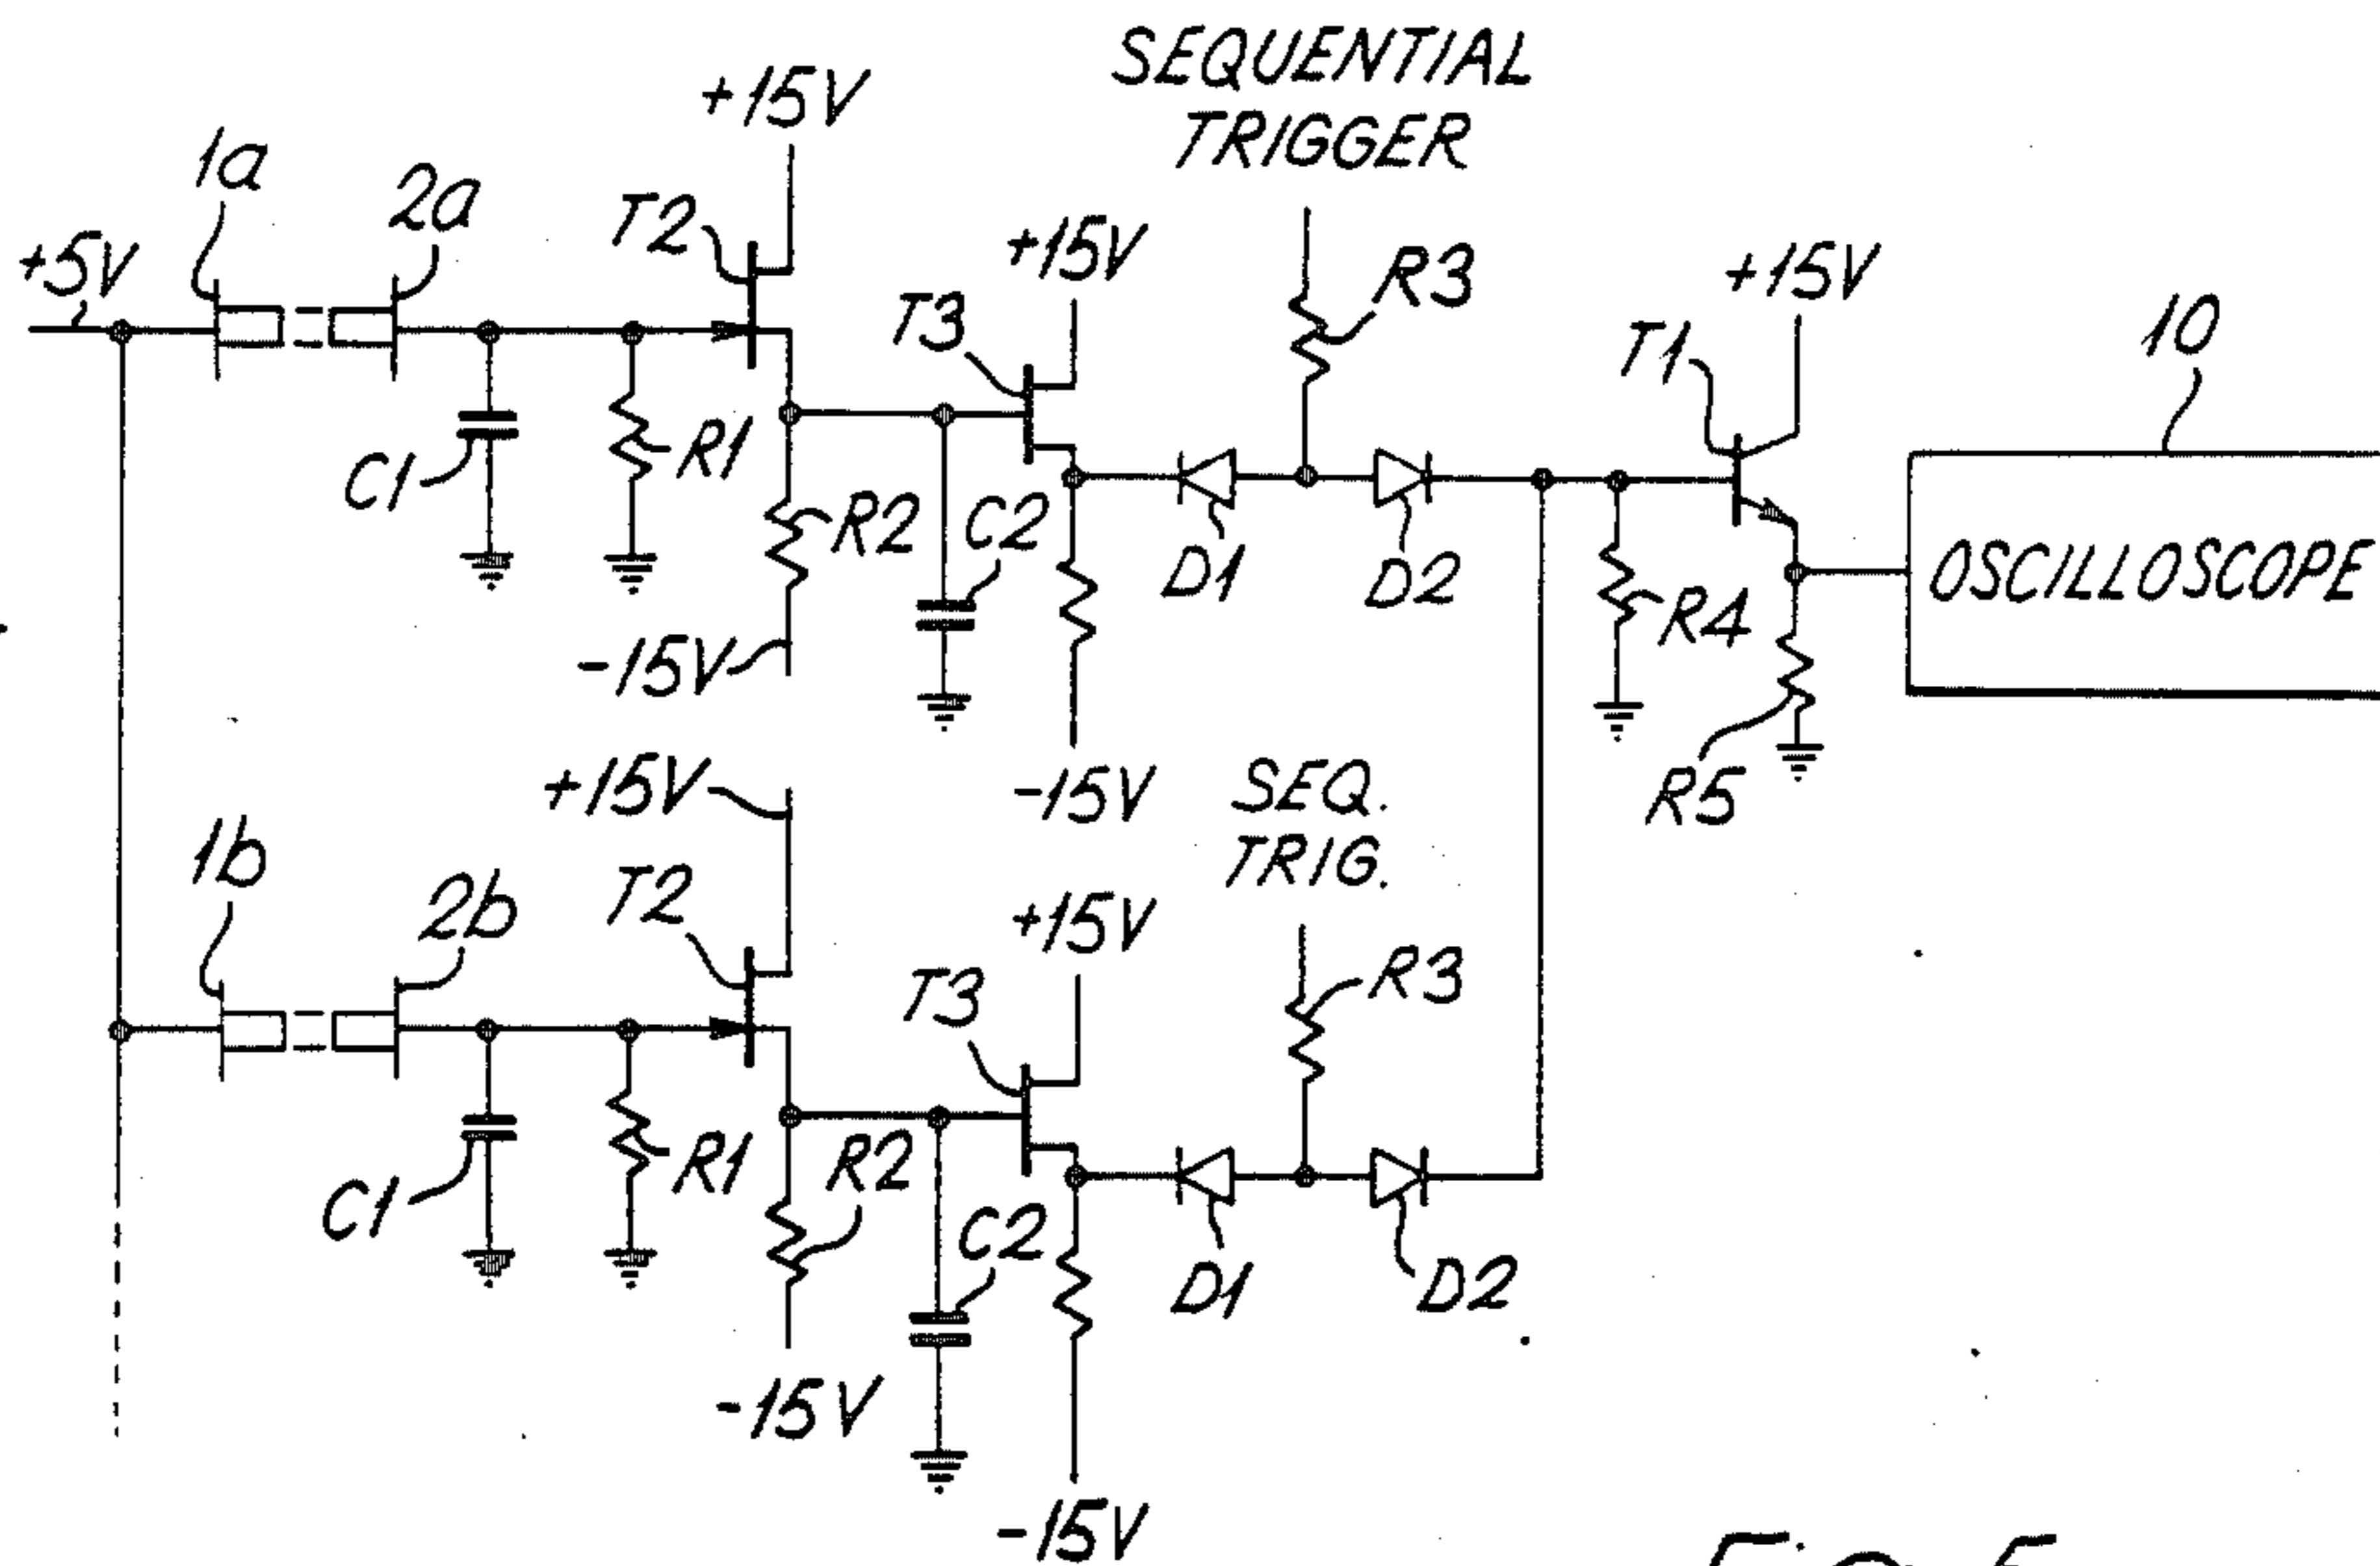 SEQUENTIAL
TRIGGER
+15V
1a
2a
T2
+5V
+15V
R3
+15V
T3
T1
10
C1
R1
R2
C2
D1
D2
R4
OSCILLOSCOPE
-15V
-15V
R5
+15V
SEQ.
TRIG.
1b
2b
T2
+15V
T3
R3
C1
R1
R2
C2
D1
D2
-15V
-15V